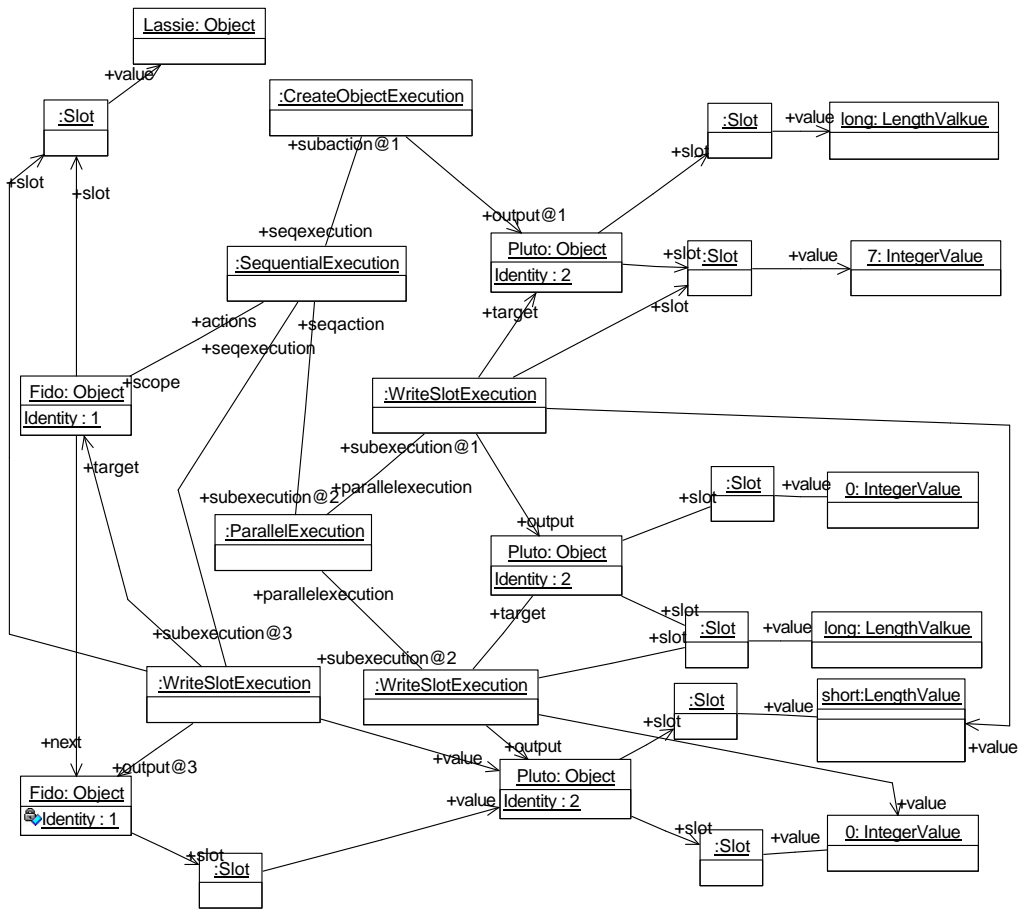 Lassie: Object
+value
:Slot
:CreateObjectExecution
:Slot
+value
long: LengthValkue
+subaction@1
+slot
+slot
+slot
+output@1
+seqexecution
Pluto: Object
Identity : 2
:SequentialExecution
+slot
:Slot
+value
7: IntegerValue
+actions
+seqaction
+target
+slot
+seqexecution
Fido: Object
Identity : 1
+scope
:WriteSlotExecution
+target
+subexecution@1
+subexecution@2
+parallelexecution
+slot
:Slot
+value
0: IntegerValue
:ParallelExecution
+output
Pluto: Object
Identity : 2
+parallelexecution
+target
+slot
+slot
:Slot
+value
long: LengthValkue
+subexecution@3
+subexecution@2
:WriteSlotExecution
:WriteSlotExecution
:Slot
+value
short:LengthValue
+slot
+next
+output
+value
+value
+output@3
Pluto: Object
Identity : 2
+value
Fido: Object
Identity : 1
+value
+slot
:Slot
+slot
:Slot
+value
0: IntegerValue